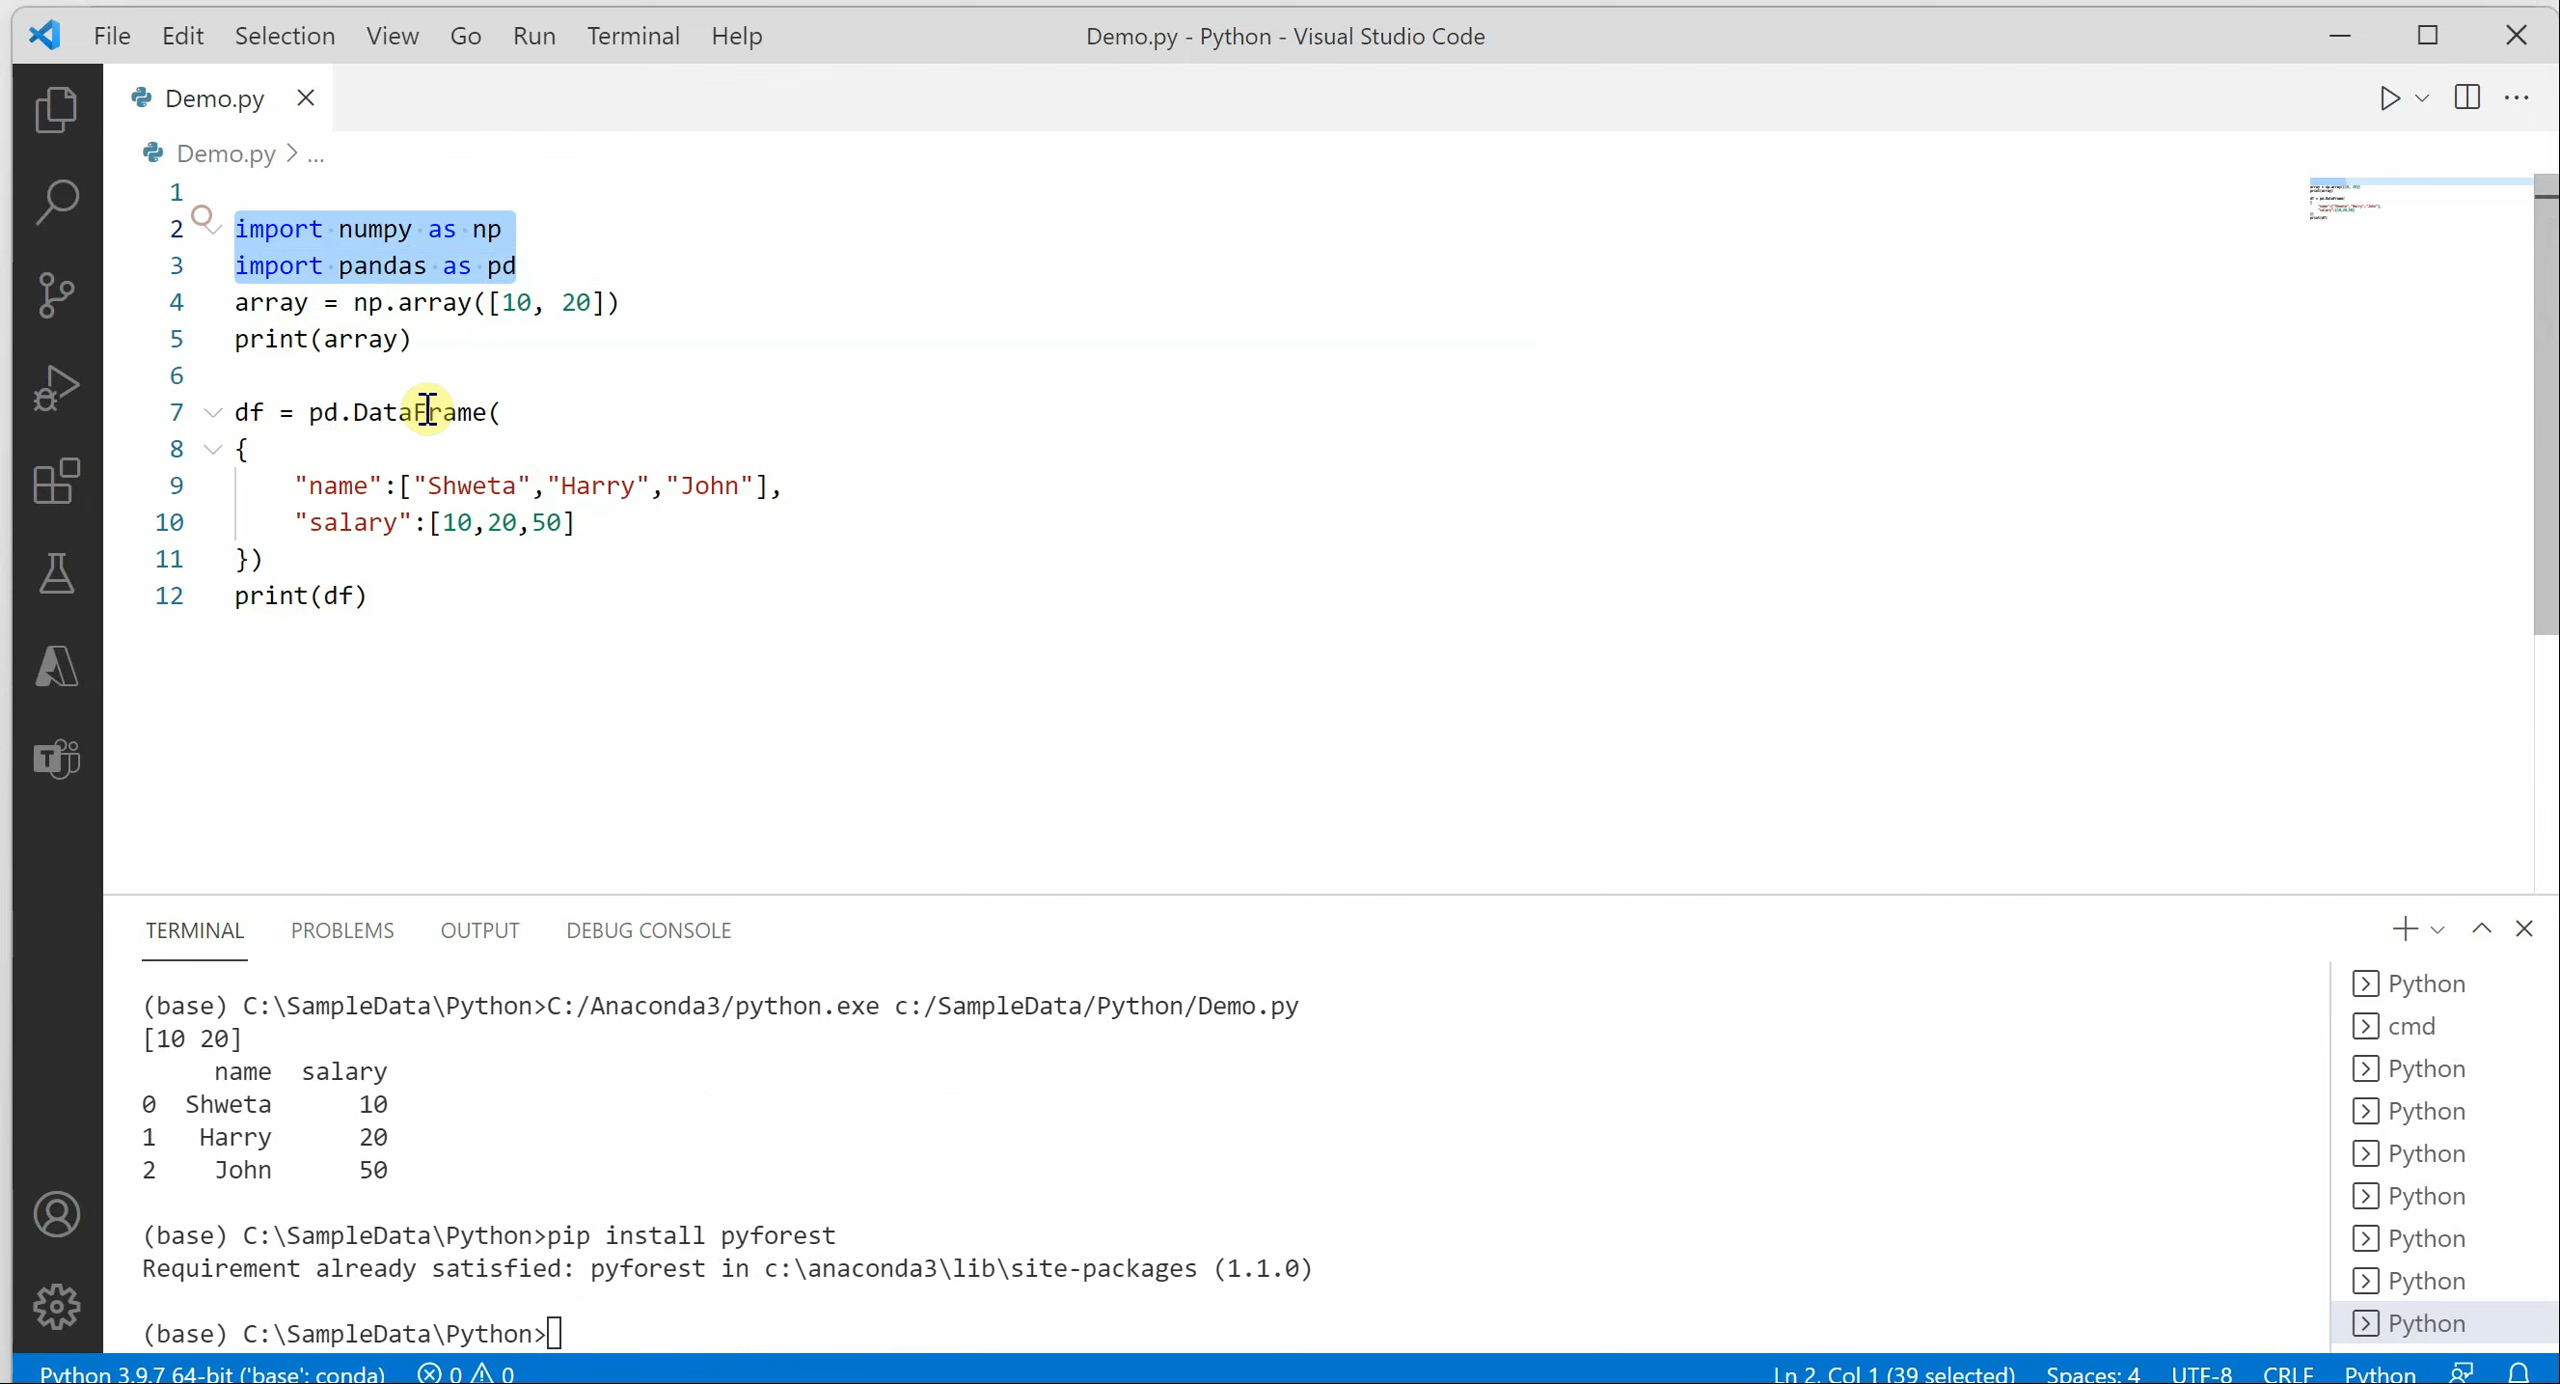 File Edit Selection View Go Run Terminal Help Demo.py - Python - Visual Studio Code
Demo.py
Demo.py > ...
1
2 import numpy as np
3 import pandas as pd
4 array = np.array([10, 20])
5 print(array)
6
7 df = pd.DataFrame(
8 {
9 "name":["Shweta","Harry","John"],
10 "salary":[10,20,50]
11 })
12 print(df)
TERMINAL PROBLEMS OUTPUT DEBUG CONSOLE
(base) C:\SampleData\Python>C:/Anaconda3/python.exe c:/SampleData/Python/Demo.py
[10 20]
name salary
0 Shweta 10
1 Harry 20
2 John 50
(base) C:\SampleData\Python>pip install pyforest
Requirement already satisfied: pyforest in c:\anaconda3\lib\site-packages (1.1.0)
(base) C:\SampleData\Python>
Python
cmd
Python
Python
Python
Python
Python
Python
Python
Python 3.9.7 64-bit ('base': conda) 0 0 Ln 2, Col 1 (39 selected) Spaces: 4 UTF-8 CRLF Python